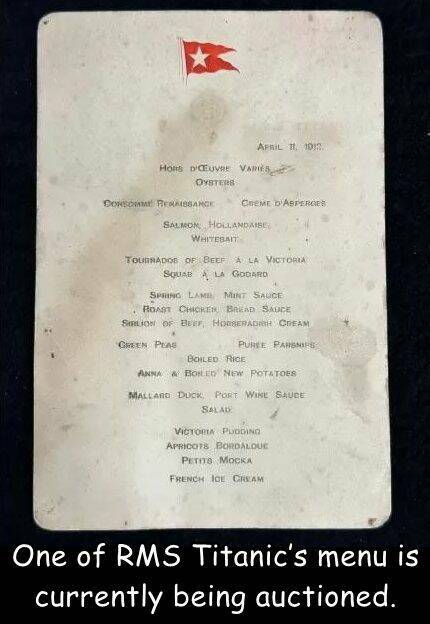 APRIL 11, 1912.
HORS D'ŒUVRE VARIÉS
OYSTERS
CONSOMMÉ RENAISSANCE CRÈME D'ASPERGES
SALMON, HOLLANDAISE,
WHITEBAIT
TOURNADOS OF BEEF À LA VICTORIA
SQUAB À LA GODARD
SPRING LAMB, MINT SAUCE
ROAST CHICKEN, BREAD SAUCE
SIRLION OF BEEF, HORSERADISH CREAM
GREEN PEAS PURÉE PARSNIPS
BOILED RICE
ANNA & BOILED NEW POTATOES
MALLARD DUCK, PORT WINE SAUCE
SALAD
VICTORIA PUDDING
APRICOTS BORDALOUE
PETITS MOCKA
FRENCH ICE CREAM
One of RMS Titanic's menu is
currently being auctioned.